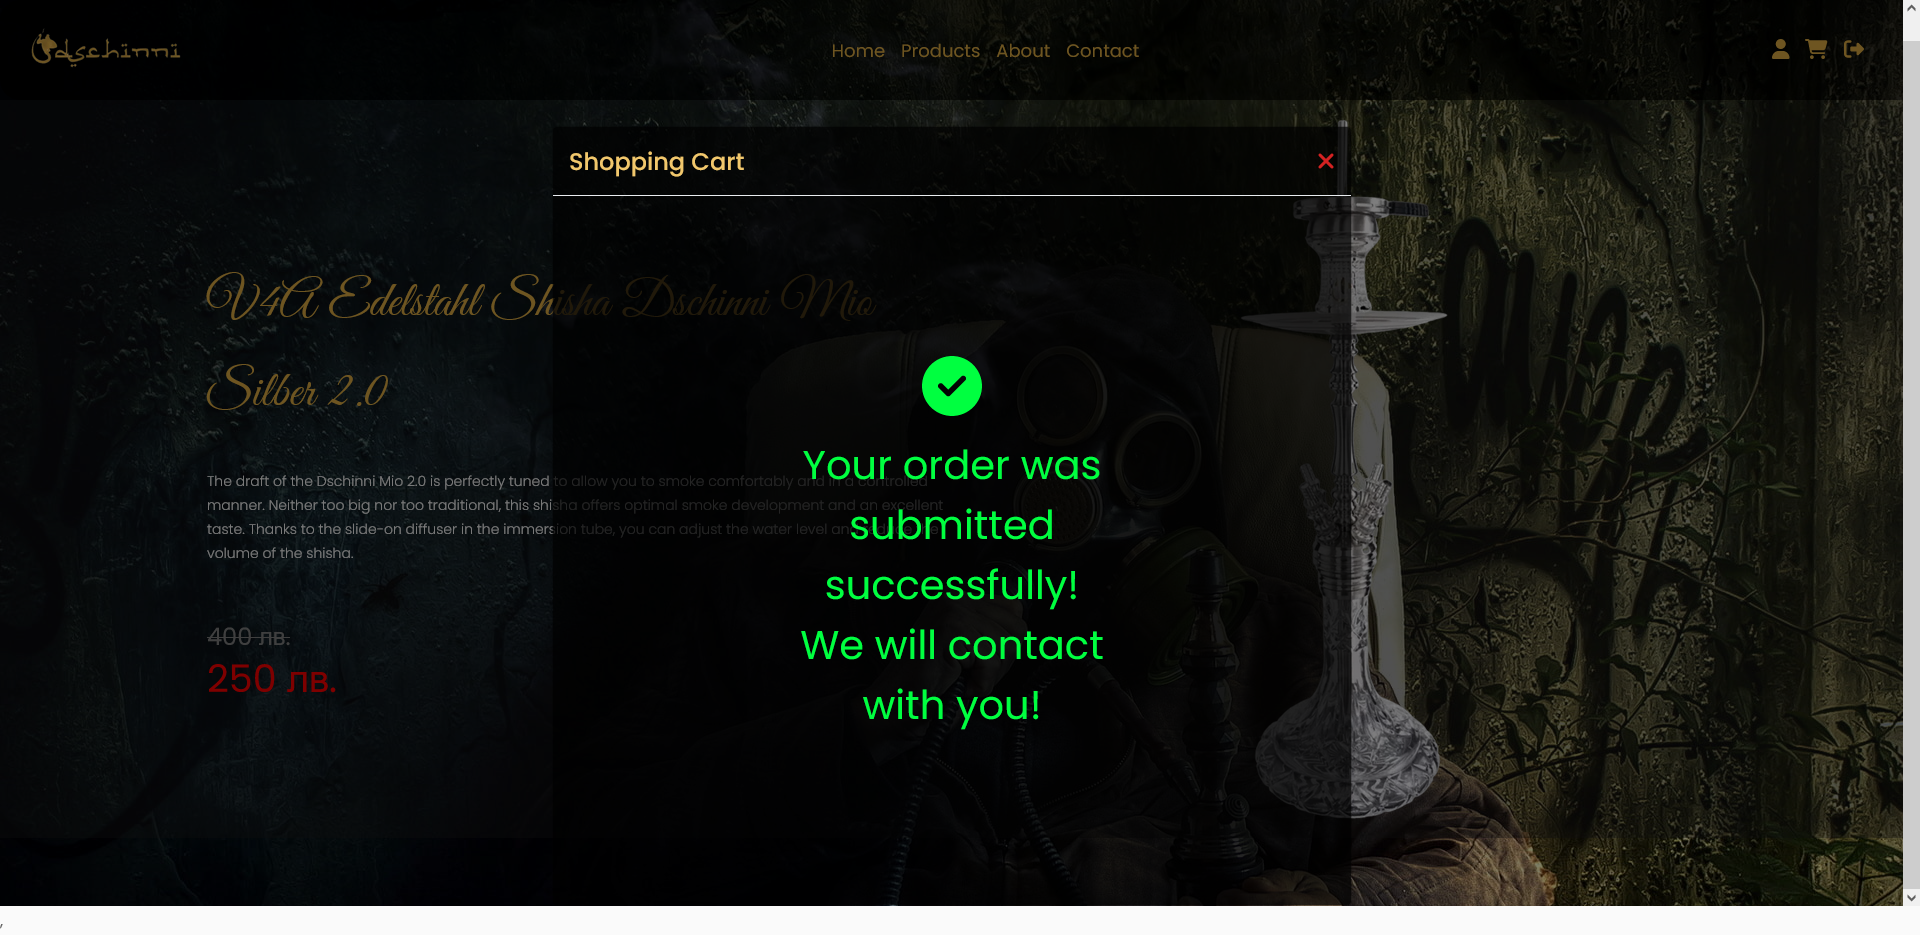 dschinni
Home Products About Contact
Shopping Cart
V4A Edelstahl Shisha Dschinni Mio
Silber 2.0
The draft of the Dschinni Mio 2.0 is perfectly tuned to allow you to smoke comfortably and in a controlled
manner. Neither too big nor too traditional, this shisha offers optimal smoke development and an excellent
taste. Thanks to the slide-on diffuser in the immersion tube, you can adjust the water level and
volume of the shisha.
400 лв.
250 лв.
Your order was
submitted
successfully!
We will contact
with you!
,